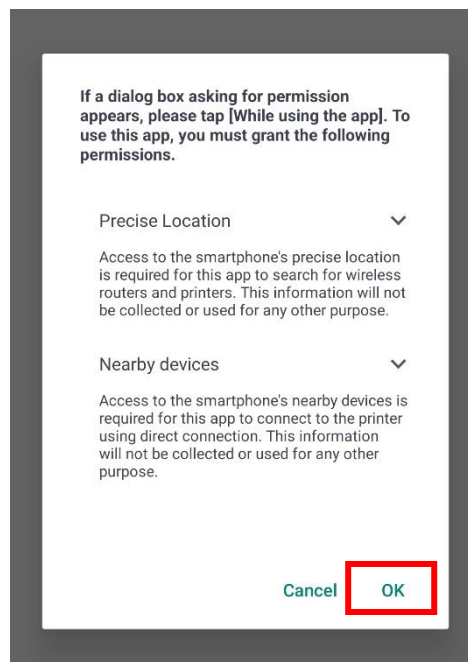 If a dialog box asking for permission
appears, please tap [While using the app]. To
use this app, you must grant the following
permissions.
Precise Location
Access to the smartphone's precise location
is required for this app to search for wireless
routers and printers. This information will not
be collected or used for any other purpose.
Nearby devices
Access to the smartphone's nearby devices is
required for this app to connect to the printer
using direct connection. This information
will not be collected or used for any other
purpose.
Cancel OK